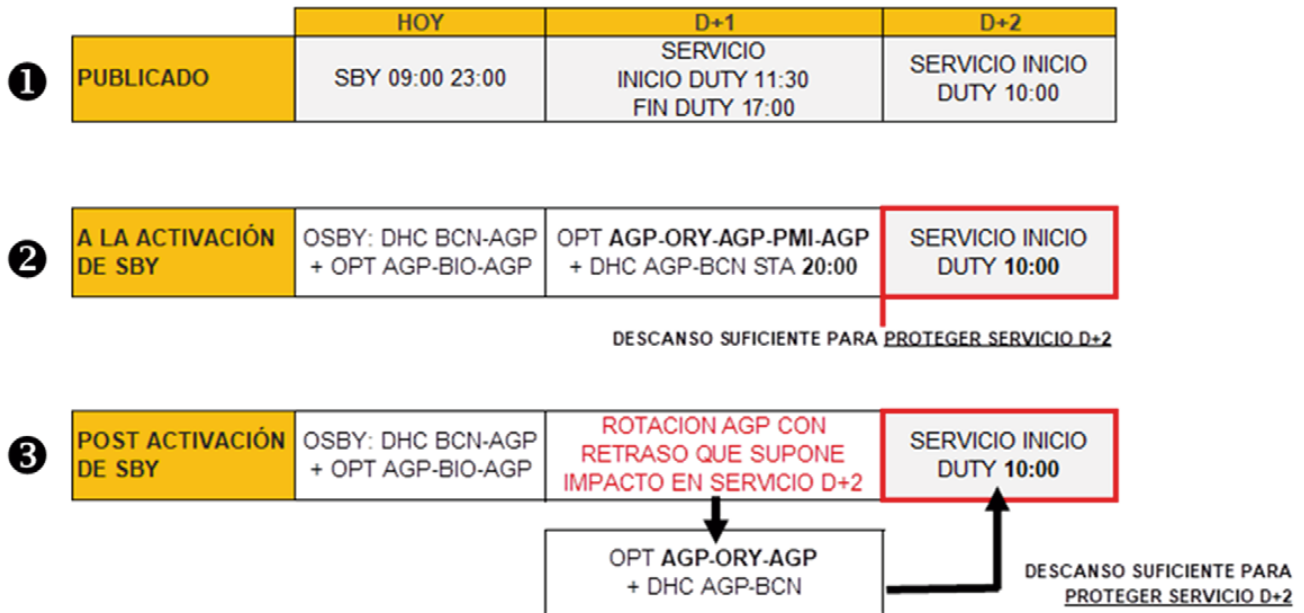 HOY
D+1
D+2
❶
PUBLICADO
SBY 09:00 23:00
SERVICIO
INICIO DUTY 11:30
FIN DUTY 17:00
SERVICIO INICIO
DUTY 10:00
❷
A LA ACTIVACIÓN
DE SBY
OSBY: DHC BCN-AGP
+ OPT AGP-BIO-AGP
OPT AGP-ORY-AGP-PMI-AGP
+ DHC AGP-BCN STA 20:00
SERVICIO INICIO
DUTY 10:00
DESCANSO SUFICIENTE PARA PROTEGER SERVICIO D+2
❸
POST ACTIVACIÓN
DE SBY
OSBY: DHC BCN-AGP
+ OPT AGP-BIO-AGP
ROTACION AGP CON
RETRASO QUE SUPONE
IMPACTO EN SERVICIO D+2
SERVICIO INICIO
DUTY 10:00
OPT AGP-ORY-AGP
+ DHC AGP-BCN
DESCANSO SUFICIENTE PARA
PROTEGER SERVICIO D+2